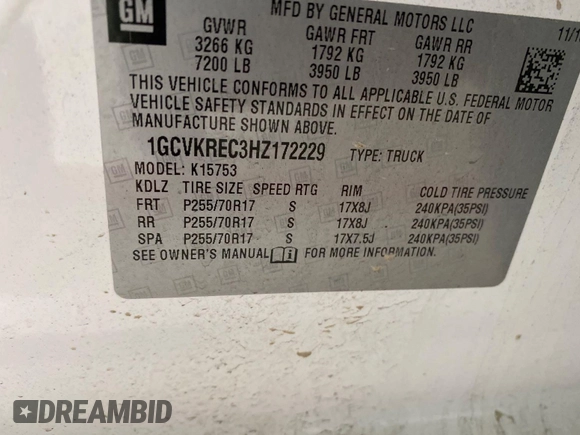 GM
MFD BY GENERAL MOTORS LLC
11/1
GVWR GAWR FRT GAWR RR
3266 KG 1792 KG 1792 KG
7200 LB 3950 LB 3950 LB
THIS VEHICLE CONFORMS TO ALL APPLICABLE U.S. FEDERAL MOTOR
VEHICLE SAFETY STANDARDS IN EFFECT ON THE DATE OF
MANUFACTURE SHOWN ABOVE.
1GCVKREC3HZ172229 TYPE: TRUCK
MODEL: K15753
KDLZ TIRE SIZE SPEED RTG RIM COLD TIRE PRESSURE
FRT P255/70R17 S 17X8J 240KPA(35PSI)
RR P255/70R17 S 17X8J 240KPA(35PSI)
SPA P255/70R17 S 17X7.5J 240KPA(35PSI)
SEE OWNER'S MANUAL FOR MORE INFORMATION.
DREAMBID